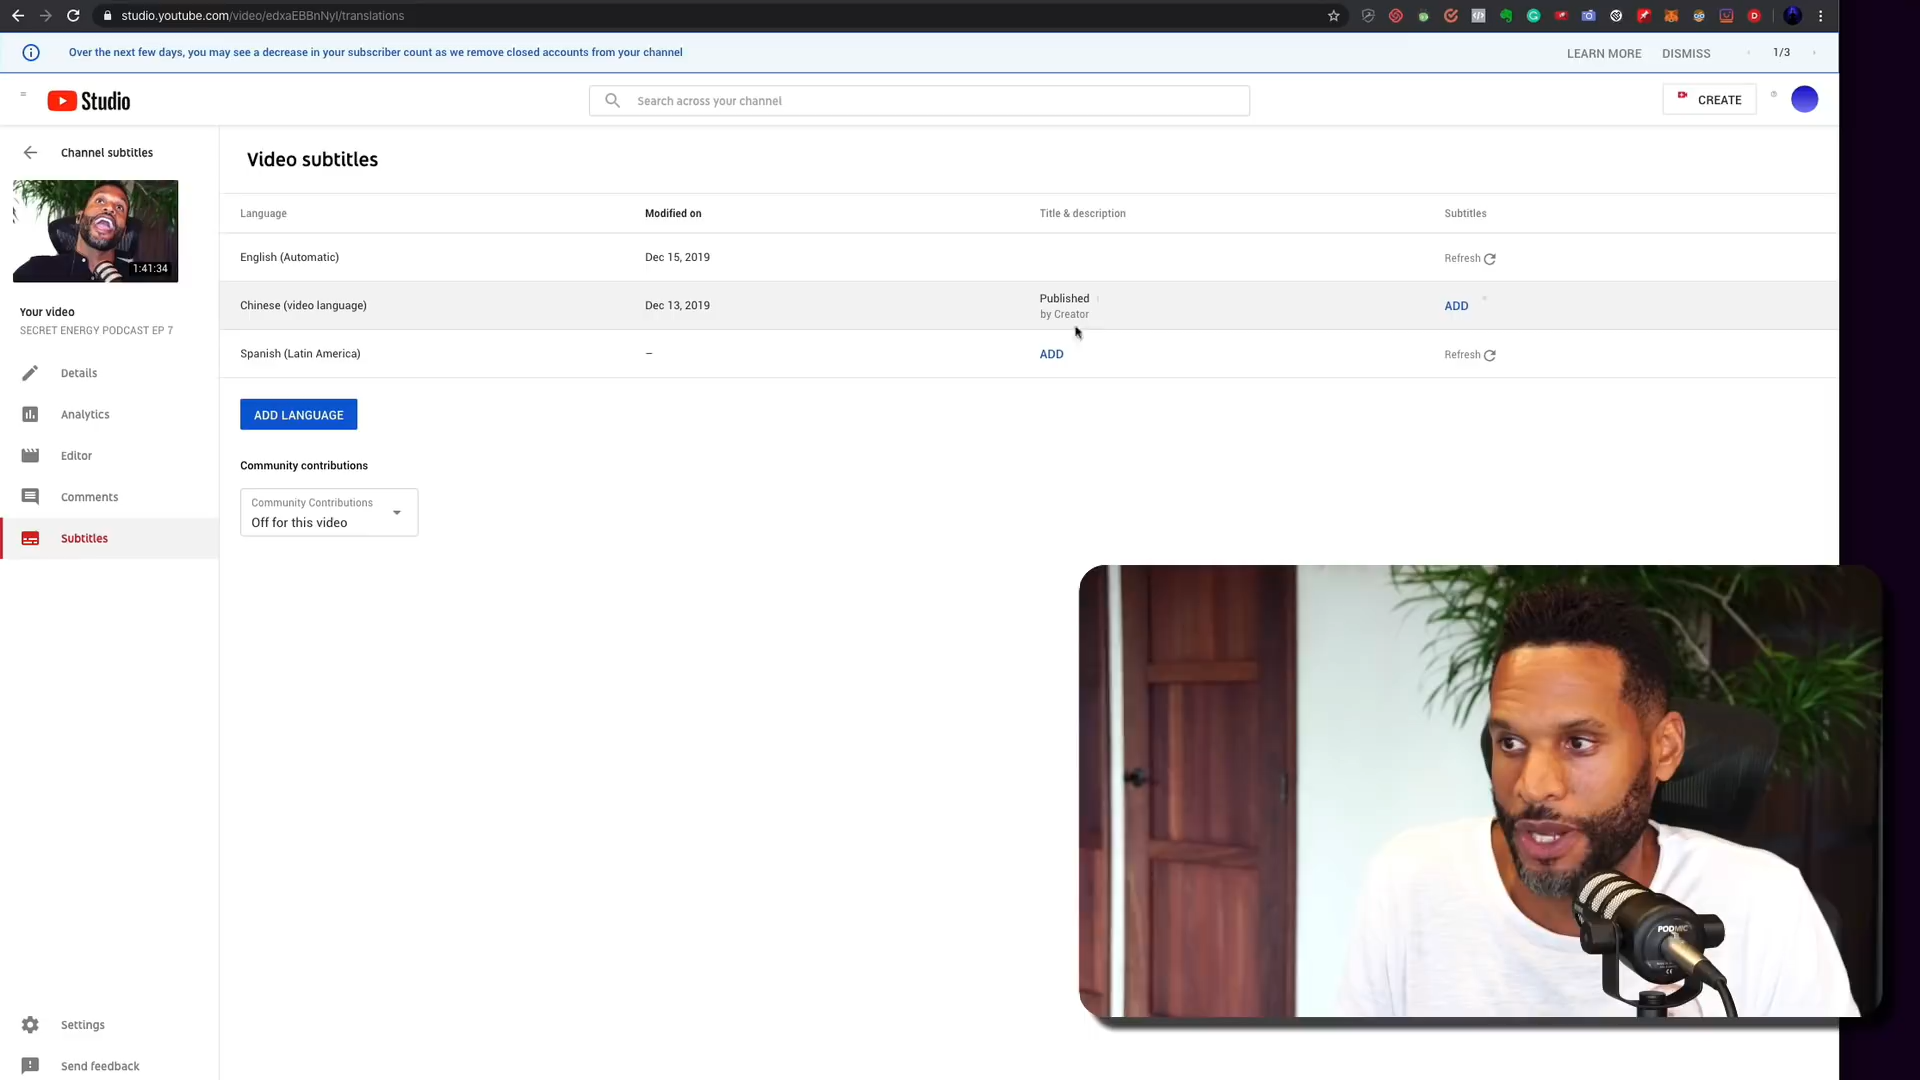 studio.youtube.com/video/edxaEBBnNyI/translations
Over the next few days, you may see a decrease in your subscriber count as we remove closed accounts from your channel
LEARN MORE
DISMISS
1/3
Studio
Search across your channel
CREATE
Channel subtitles
1:41:34
Your video
SECRET ENERGY PODCAST EP 7
Details
Analytics
Editor
Comments
Subtitles
Settings
Send feedback
Video subtitles
Language Modified on Title & description Subtitles
English (Automatic) Dec 15, 2019 Refresh
Chinese (video language) Dec 13, 2019 Published ADD
by Creator
Spanish (Latin America) – ADD Refresh
ADD LANGUAGE
Community contributions
Community Contributions
Off for this video
PODMIC